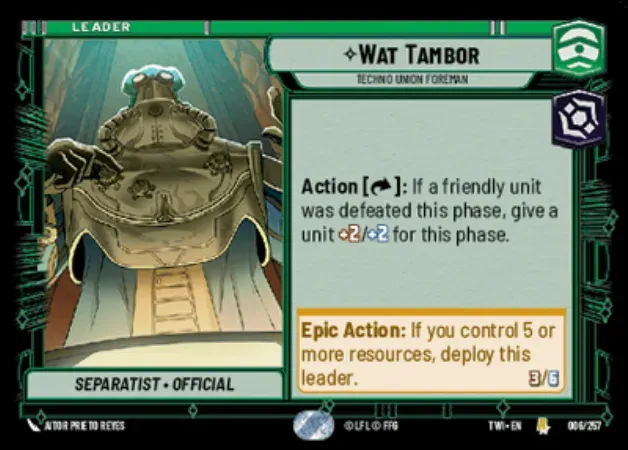 LEADER
WAT TAMBOR
TECHNO UNION FOREMAN
Action [ ]: If a friendly unit
was defeated this phase, give a
unit +2/+2 for this phase.
Epic Action: If you control 5 or
more resources, deploy this
leader.
3/6
SEPARATIST • OFFICIAL
AITOR PRIETO REYES
© LFL © FFG
TWI • EN
006/257